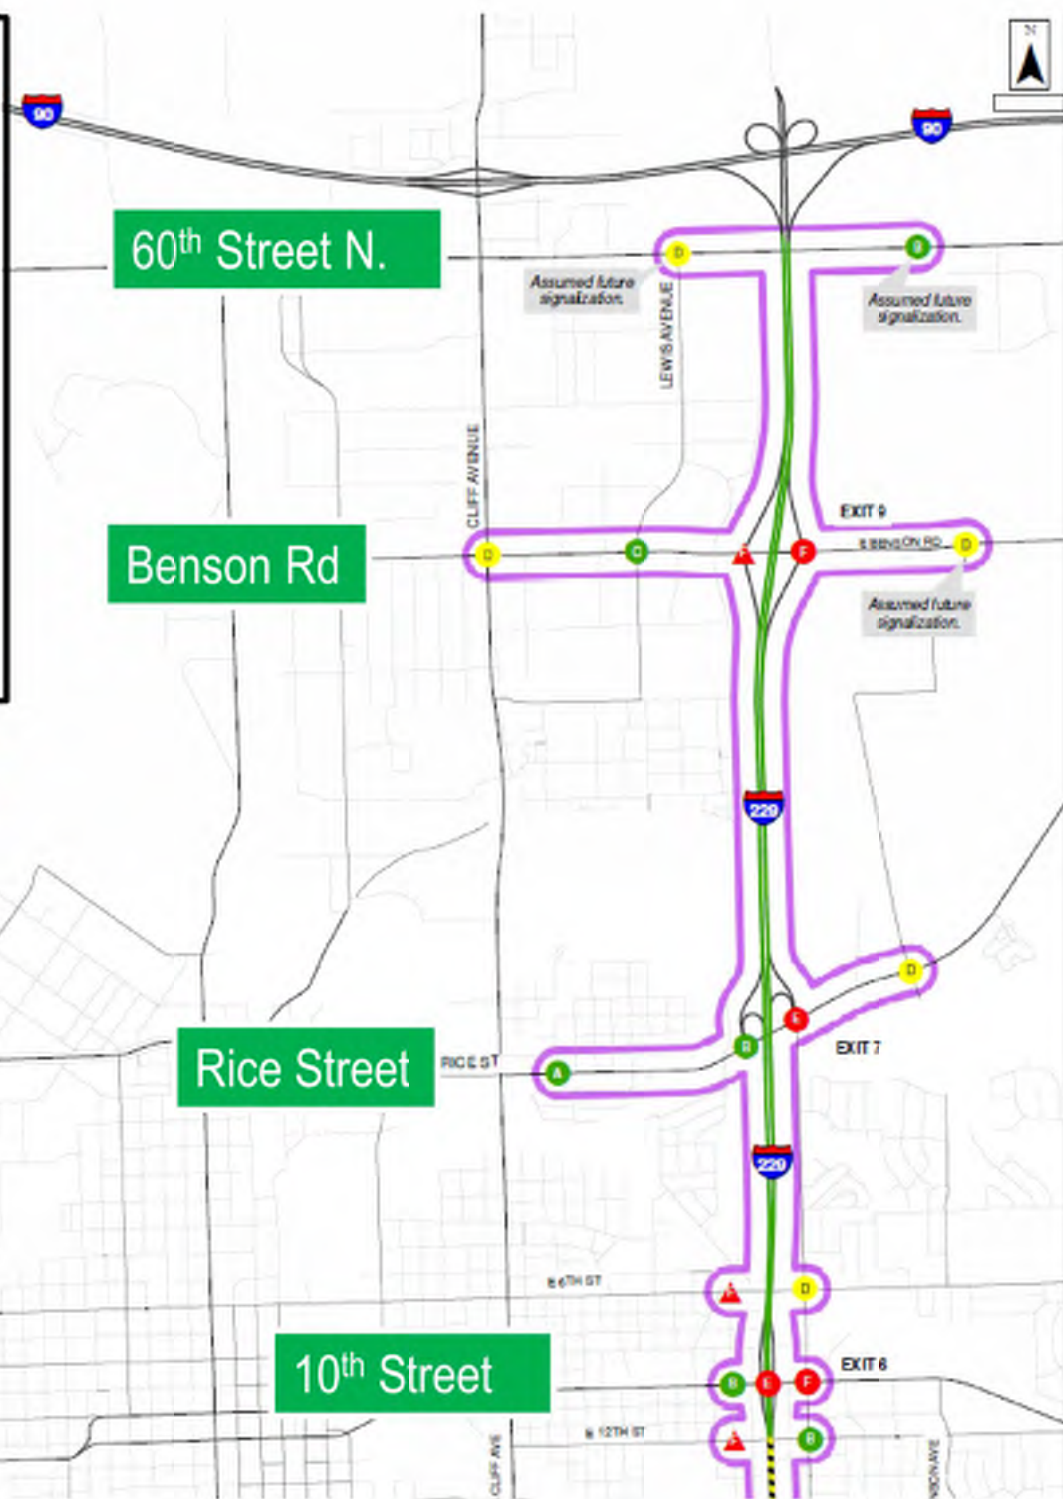 N
90
90
60th Street N.
D
B
Assumed future
signalization.
Assumed future
signalization.
LEWIS AVENUE
CLIFF AVENUE
EXIT 9
Benson Rd
D
C
F
F
E BENSON RD
D
Assumed future
signalization.
229
D
Rice Street
RICE ST
A
B
E
EXIT 7
229
E 6TH ST
F
D
10th Street
B
E
F
EXIT 6
E 12TH ST
F
B
CLIFF AVE